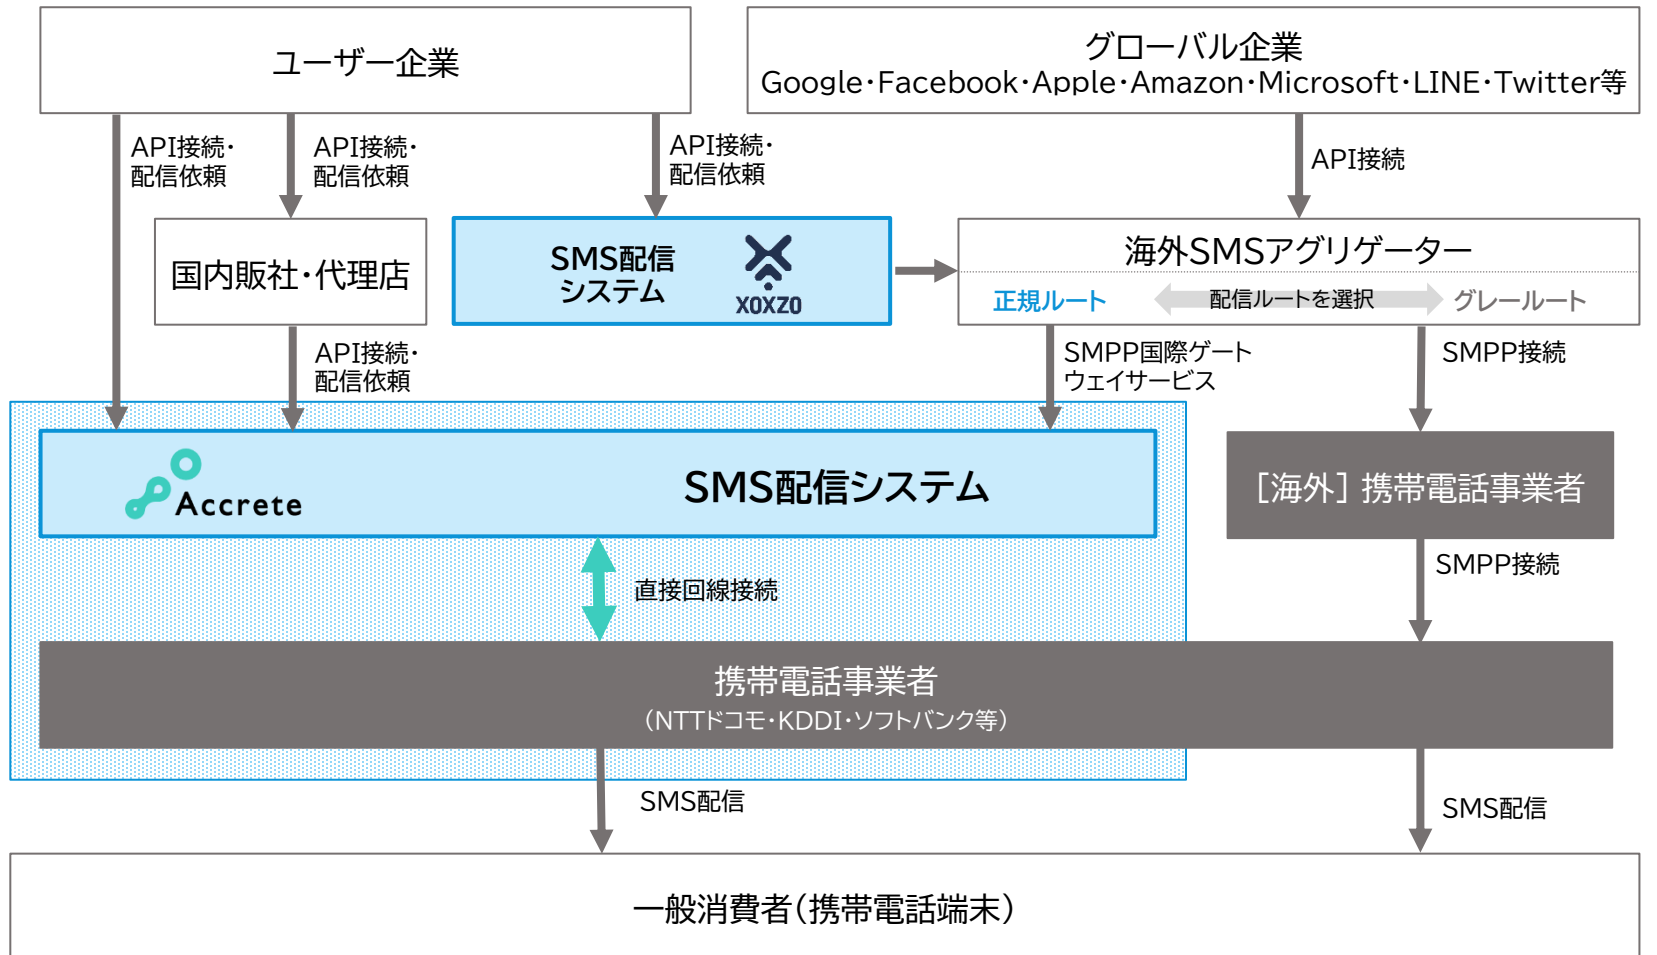 ユーザー企業
グローバル企業
Google・Facebook・Apple・Amazon・Microsoft・LINE・Twitter等
API接続・
配信依頼
API接続・
配信依頼
API接続・
配信依頼
API接続
国内販社・代理店
SMS配信
システム
XOXZO
海外SMSアグリゲーター
正規ルート
配信ルートを選択
グレールート
API接続・
配信依頼
SMPP国際ゲート
ウェイサービス
SMPP接続
Accrete
SMS配信システム
［海外］携帯電話事業者
直接回線接続
SMPP接続
携帯電話事業者
（NTTドコモ・KDDI・ソフトバンク等）
SMS配信
SMS配信
一般消費者（携帯電話端末）